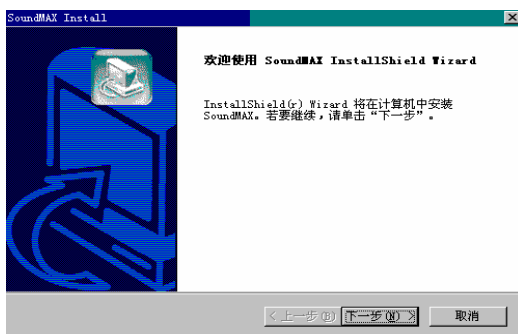 SoundMAX Install
欢迎使用 SoundMAX InstallShield Wizard
InstallShield(r) Wizard 将在计算机中安装
SoundMAX。若要继续，请单击“下一步”。
< 上一步(B)
下一步(N) >
取消